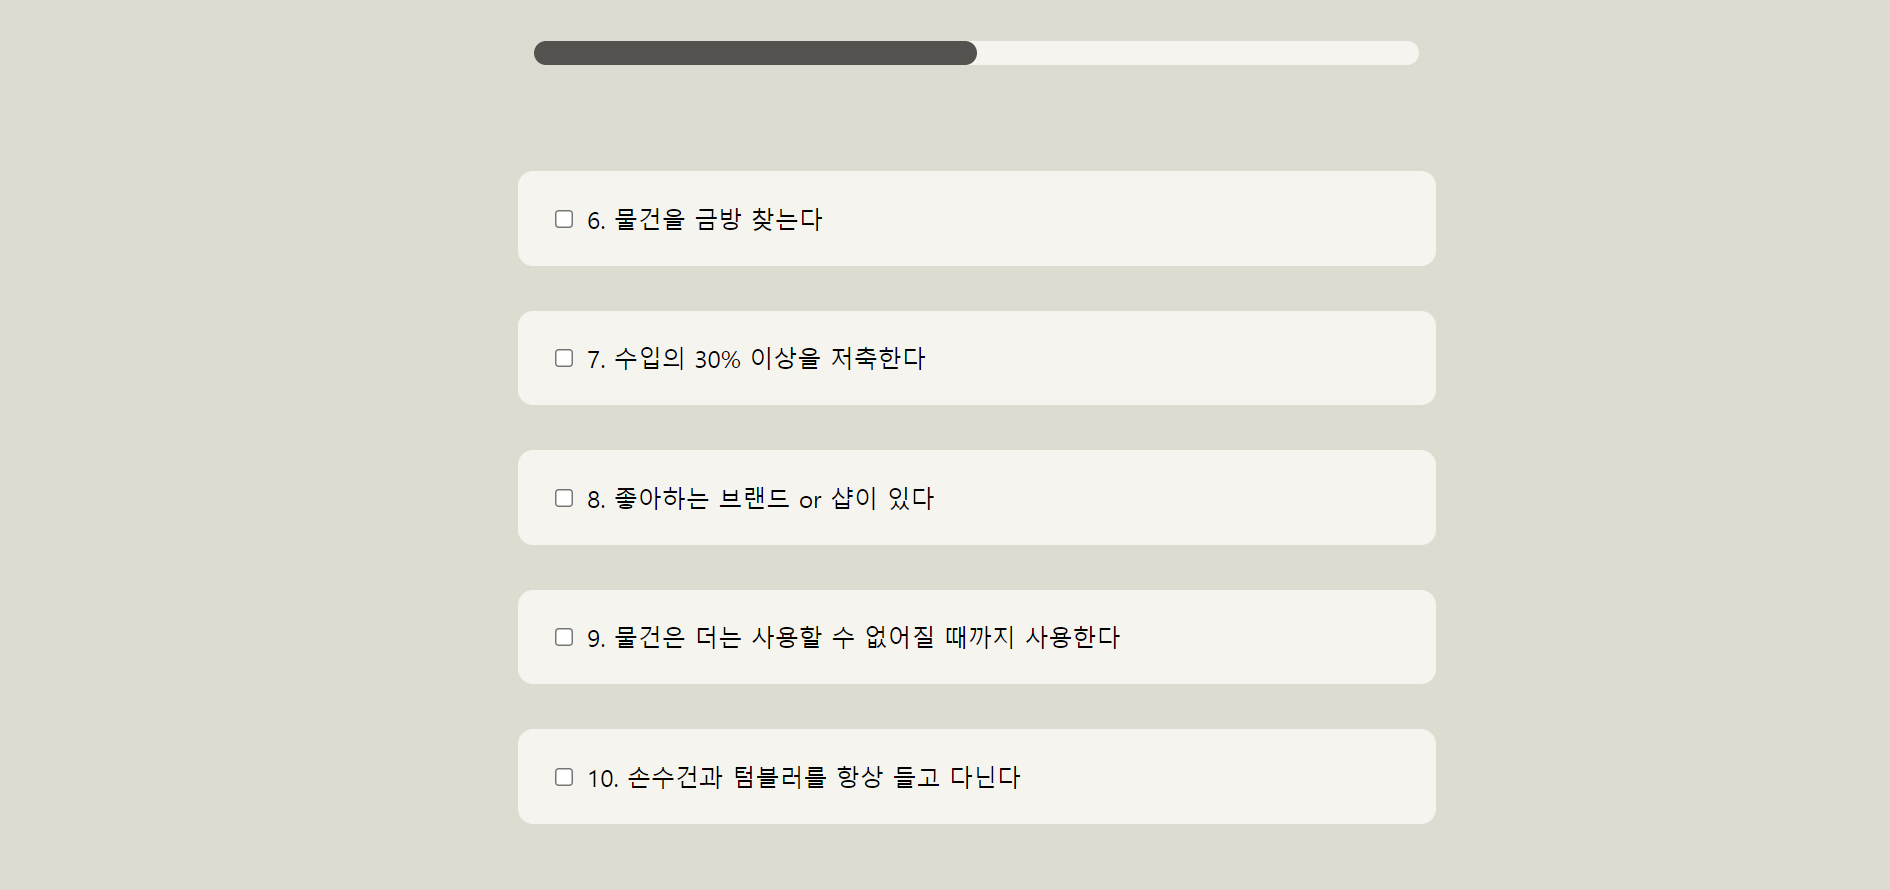 6. 물건을 금방 찾는다
7. 수입의 30% 이상을 저축한다
8. 좋아하는 브랜드 or 샵이 있다
9. 물건은 더는 사용할 수 없어질 때까지 사용한다
10. 손수건과 텀블러를 항상 들고 다닌다